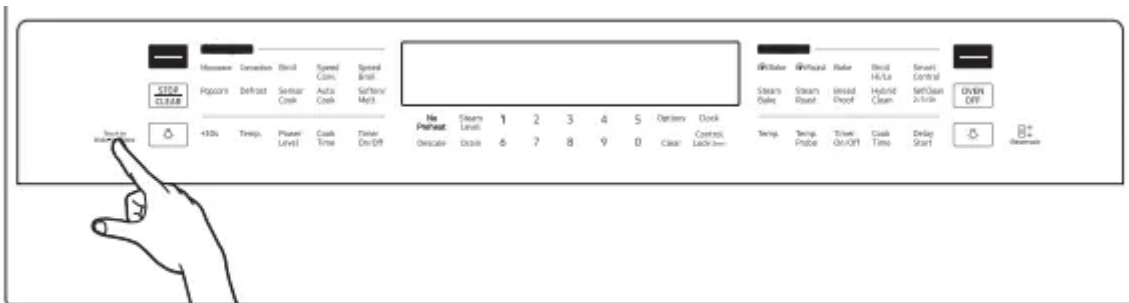 Microwave Convection Broil Speed Conv. Speed Broil
STOP CLEAR Popcorn Defrost Sensor Cook Auto Cook Soften/ Melt
+30s Temp. Power Level Cook Time Timer On/Off
No Preheat Steam Level 1 2 3 4 5 Options Clock
Descale Drain 6 7 8 9 0 Clear Control Lock
Bake Roast Bake Broil Hi/Lo Smart Control
Steam Bake Steam Roast Bread Proof Hybrid Clean Self Clean OVEN OFF
Temp. Temp. Probe Timer On/Off Cook Time Delay Start
Reservoir